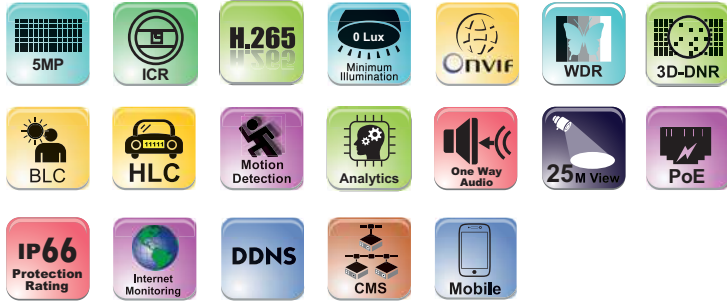 5MP
ICR
H.265
0 Lux
Minimum
Illumination
ONVIF
WDR
3D-DNR
BLC
HLC
Motion
Detection
Analytics
One Way
Audio
25M View
PoE
IP66
Protection
Rating
Internet
Monitoring
DDNS
CMS
Mobile